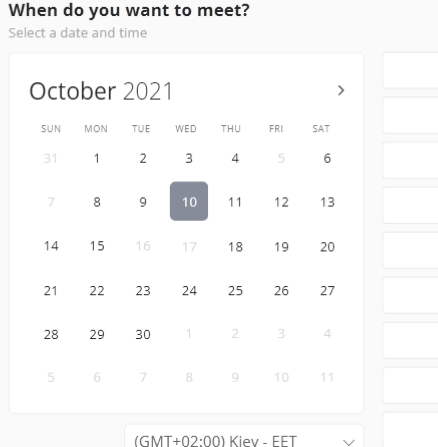 When do you want to meet?
Select a date and time
October 2021
SUN MON TUE WED THU FRI SAT
31 1 2 3 4 5 6
7 8 9 10 11 12 13
14 15 16 17 18 19 20
21 22 23 24 25 26 27
28 29 30 1 2 3 4
5 6 7 8 9 10 11
(GMT+02:00) Kiev - EET